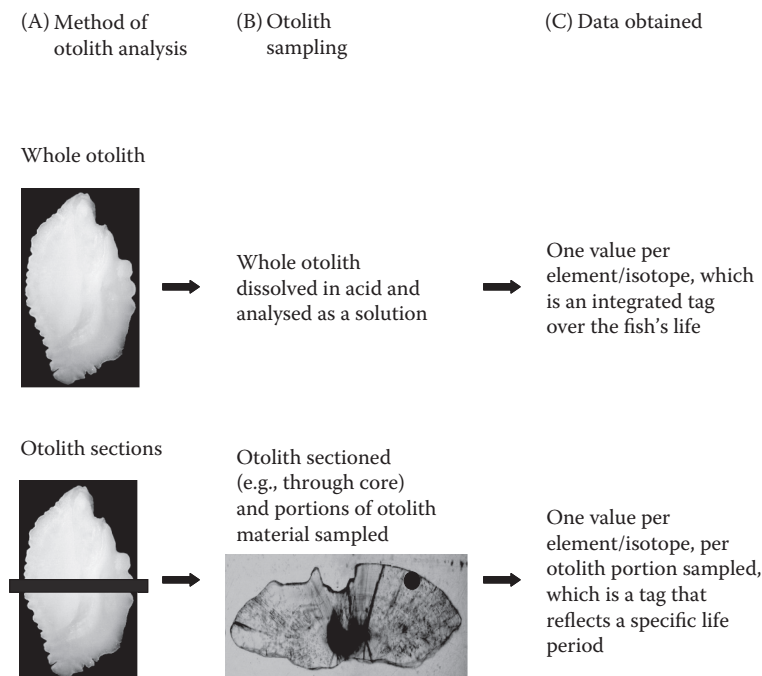 (A) Method of
otolith analysis
(B) Otolith
sampling
(C) Data obtained
Whole otolith
Whole otolith
dissolved in acid and
analysed as a solution
One value per
element/isotope, which
is an integrated tag
over the fish's life
Otolith sections
Otolith sectioned
(e.g., through core)
and portions of otolith
material sampled
One value per
element/isotope, per
otolith portion sampled,
which is a tag that
reflects a specific life
period